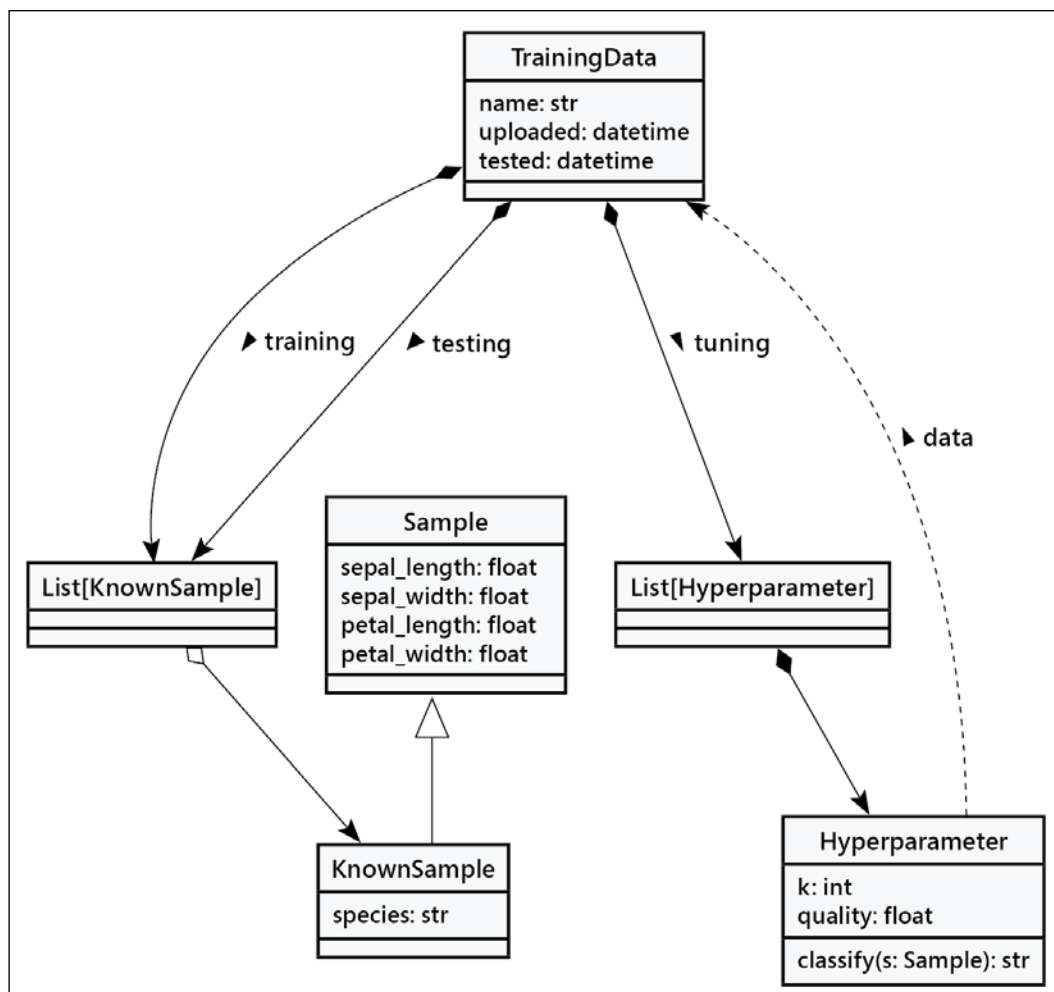 TrainingData
name: str
uploaded: datetime
tested: datetime
training
testing
tuning
data
Sample
sepal_length: float
sepal_width: float
petal_length: float
petal_width: float
List[KnownSample]
List[Hyperparameter]
KnownSample
species: str
Hyperparameter
k: int
quality: float
classify(s: Sample): str